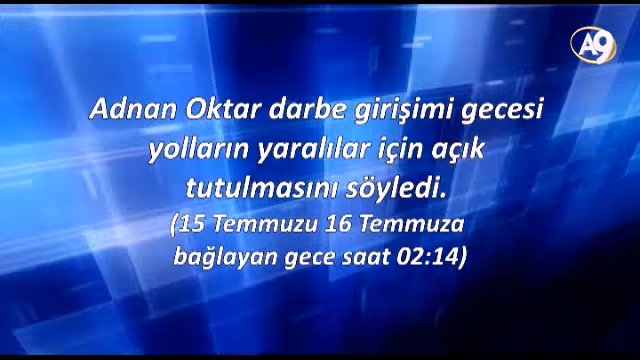 A9
Adnan Oktar darbe girişimi gecesi
yolların yaralılar için açık
tutulmasını söyledi.
(15 Temmuzu 16 Temmuza
bağlayan gece saat 02:14)